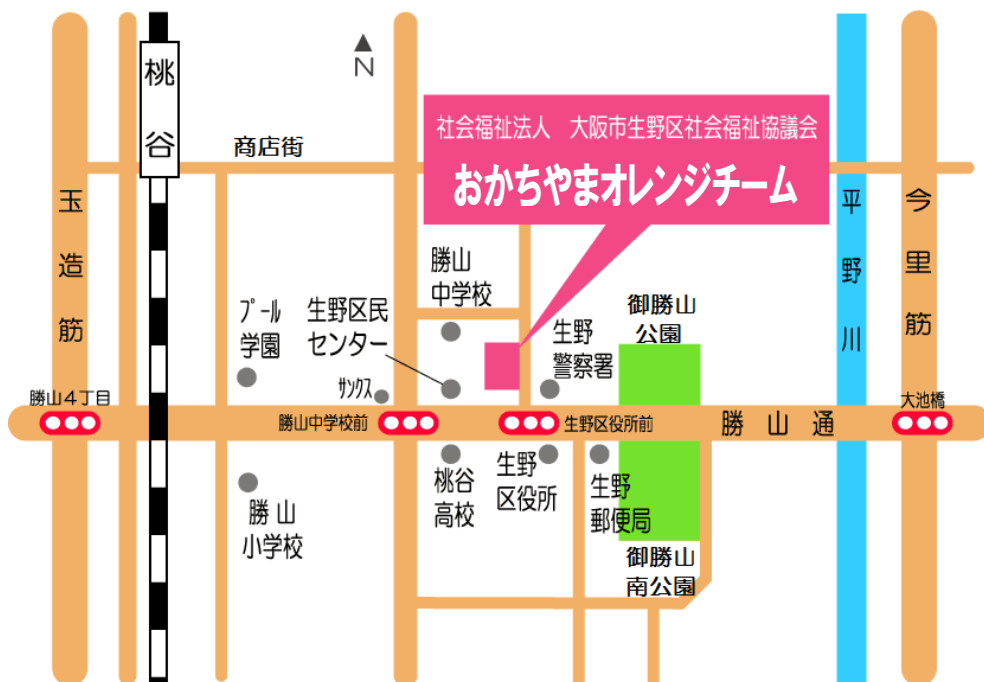 桃谷
N
社会福祉法人 大阪市生野区社会福祉協議会
おかちやまオレンジチーム
商店街
玉造筋
平野川
今里筋
勝山
中学校
生野区民
センター
プール
学園
サンクス
生野
警察署
御勝山
公園
勝山4丁目
勝山中学校前
生野区役所前
勝山通
大池橋
勝山
小学校
桃谷
高校
生野
区役所
生野
郵便局
御勝山
南公園